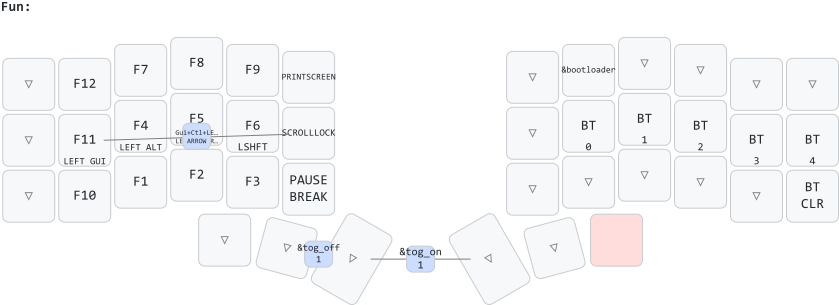 Fun:
▽ F12 F7 F8 F9 PRINTSCREEN ▽ &bootloader ▽ ▽ ▽ ▽
▽ F11 F4 F5 F6 SCROLLLOCK ▽ BT BT BT BT BT
0 1 2 3 4
Gui+Ctl+LE…
LEFT GUI LEFT ALT LSHFT
▽ F10 F1 F2 F3 PAUSE ▽ ▽ ▽ ▽ ▽ BT
BREAK CLR
▽ ▽ &tog_off ▽ &tog_on ▽ ▽
1 1